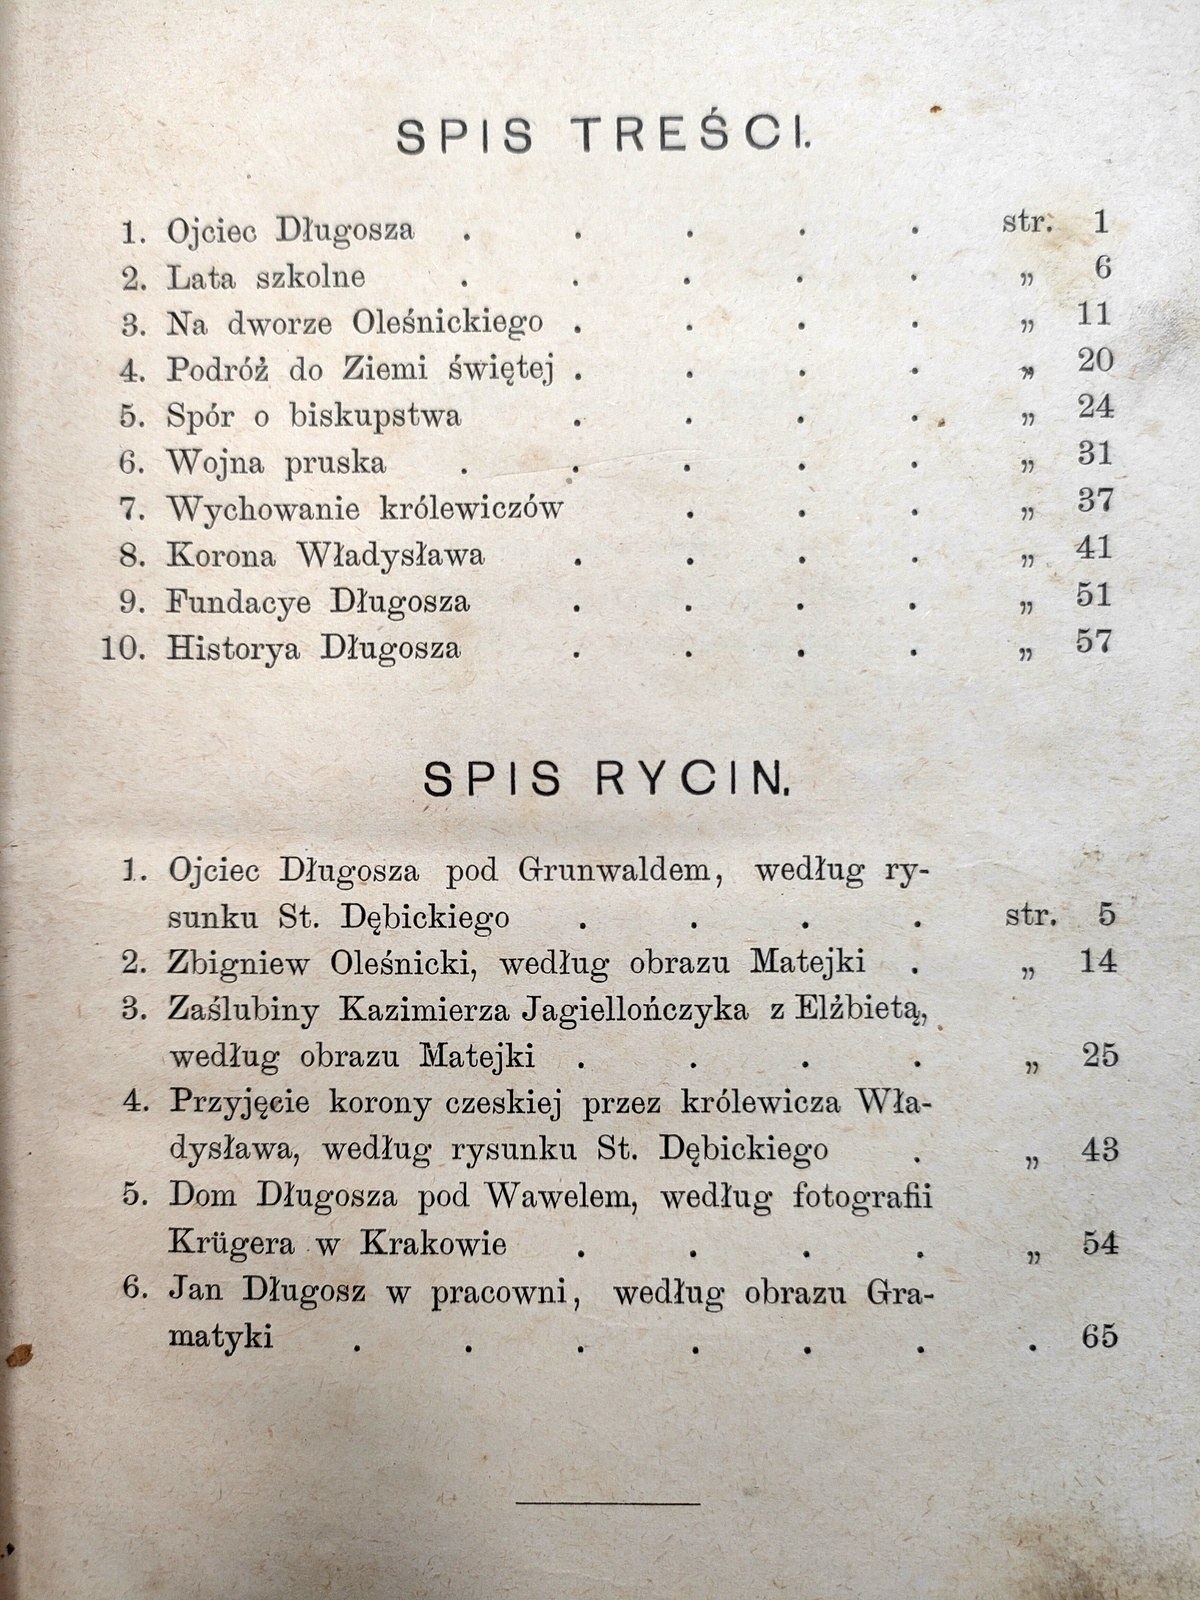 SPIS TREŚCI.
1. Ojciec Długosza . . . . . str. 1
2. Lata szkolne . . . . . „ 6
3. Na dworze Oleśnickiego . . . . „ 11
4. Podróż do Ziemi świętej . . . . „ 20
5. Spór o biskupstwa . . . . „ 24
6. Wojna pruska . . . . . „ 31
7. Wychowanie królewiczów . . . „ 37
8. Korona Władysława . . . . „ 41
9. Fundacye Długosza . . . . „ 51
10. Historya Długosza . . . . „ 57
SPIS RYCIN.
1. Ojciec Długosza pod Grunwaldem, według ry-
sunku St. Dębickiego . . . . str. 5
2. Zbigniew Oleśnicki, według obrazu Matejki . „ 14
3. Zaślubiny Kazimierza Jagiellończyka z Elżbietą,
według obrazu Matejki . . . . „ 25
4. Przyjęcie korony czeskiej przez królewicza Wła-
dysława, według rysunku St. Dębickiego . „ 43
5. Dom Długosza pod Wawelem, według fotografii
Krügera w Krakowie . . . . „ 54
6. Jan Długosz w pracowni, według obrazu Gra-
matyki . . . . . . . 65